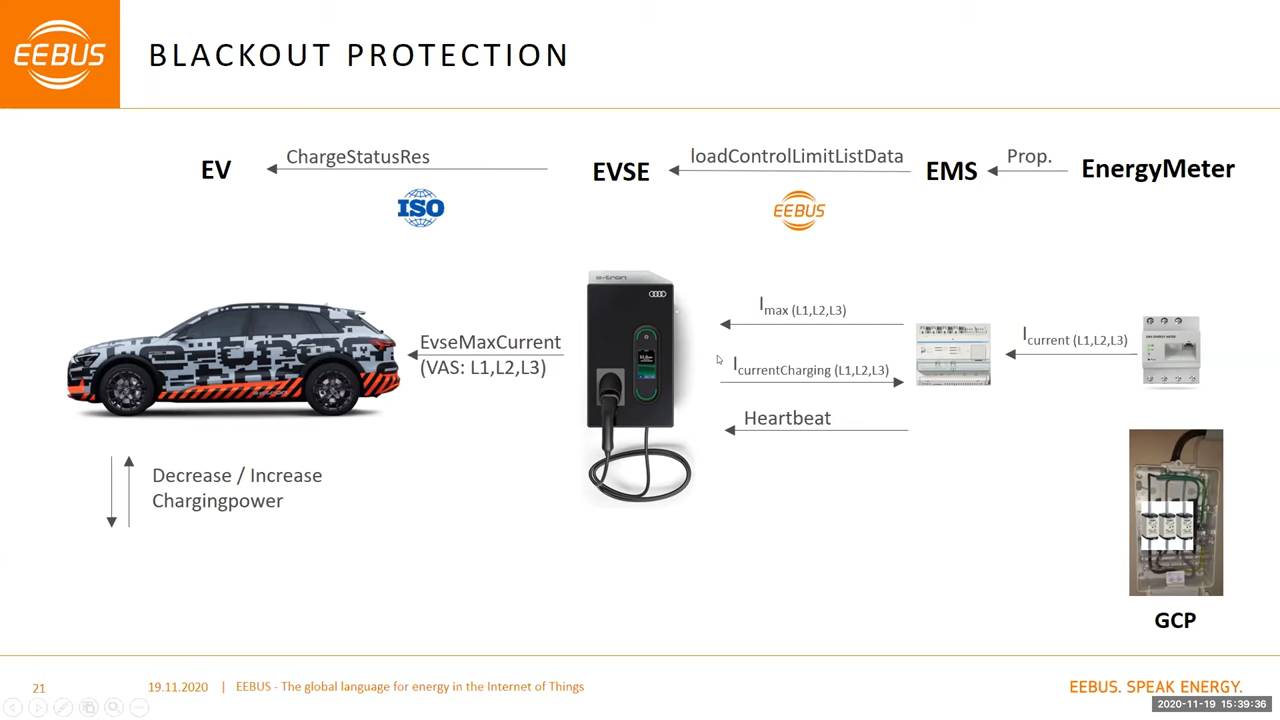 EEBUS
BLACKOUT PROTECTION
EV
ChargeStatusRes
EVSE
loadControlLimitListData
EMS
Prop.
EnergyMeter
ISO
EEBUS
e-tron
EvseMaxCurrent
(VAS: L1,L2,L3)
Imax (L1,L2,L3)
IcurrentCharging (L1,L2,L3)
Heartbeat
Icurrent (L1,L2,L3)
Decrease / Increase
Chargingpower
GCP
21
19.11.2020 | EEBUS - The global language for energy in the Internet of Things
EEBUS. SPEAK ENERGY.
2020-11-19 15:39:36